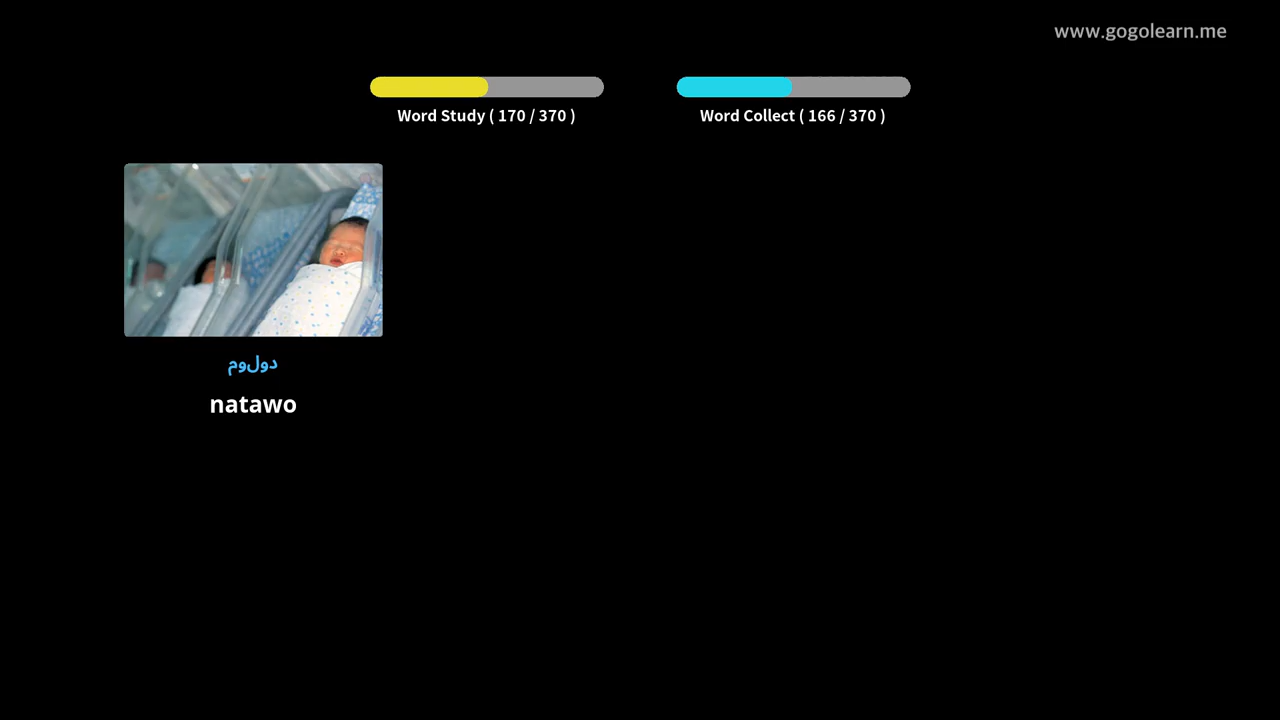 www.gogolearn.me
Word Study ( 170 / 370 )
Word Collect ( 166 / 370 )
دولوم
natawo